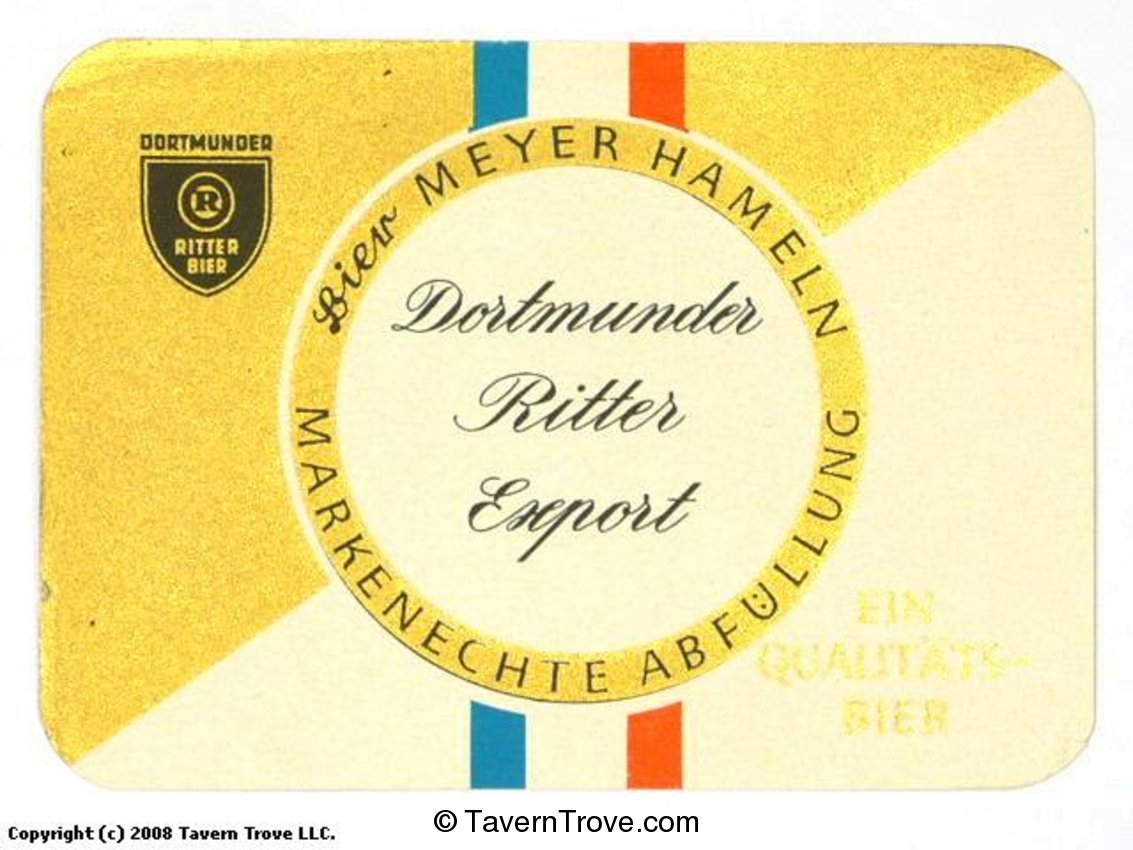 DORTMUNDER
R
RITTER
BIER
Bier MEYER HAMELN
Dortmunder
Ritter
Export
MARKENECHTE ABFÜLLUNG
EIN
QUALITÄTS-
BIER
Copyright (c) 2008 Tavern Trove LLC.
© TavernTrove.com